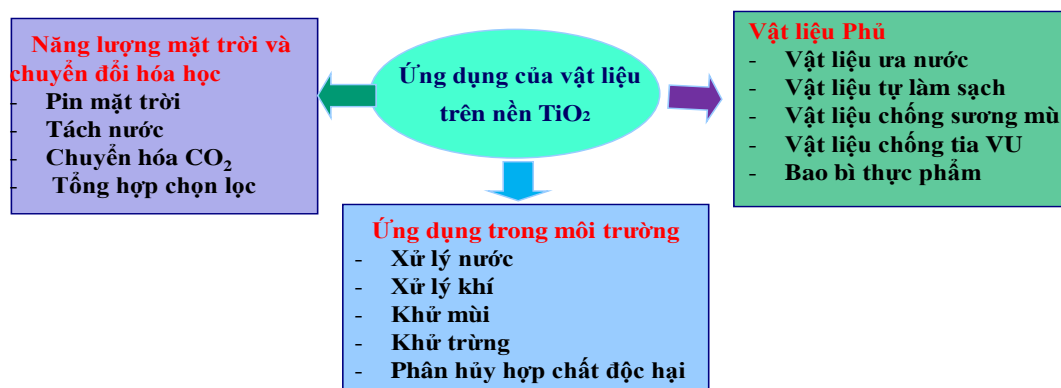 Ứng dụng của vật liệu
trên nền TiO₂
Năng lượng mặt trời và
chuyển đổi hóa học
- Pin mặt trời
- Tách nước
- Chuyển hóa CO₂
- Tổng hợp chọn lọc
Ứng dụng trong môi trường
- Xử lý nước
- Xử lý khí
- Khử mùi
- Khử trừng
- Phân hủy hợp chất độc hại
Vật liệu Phủ
- Vật liệu ưa nước
- Vật liệu tự làm sạch
- Vật liệu chống sương mù
- Vật liệu chống tia VU
- Bao bì thực phẩm